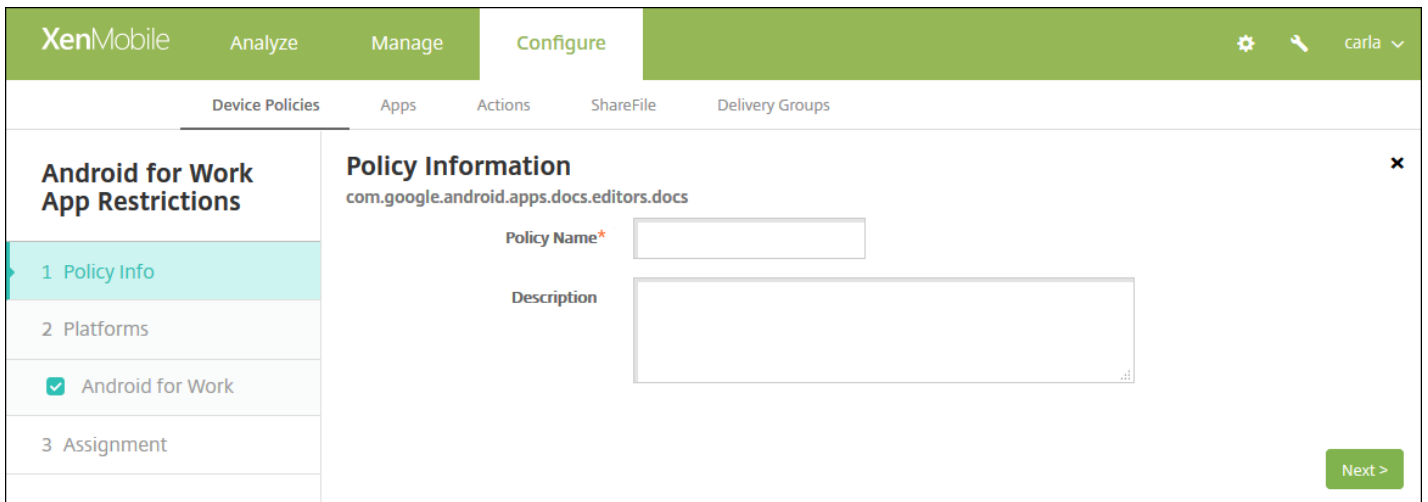 XenMobile Analyze Manage Configure carla
Device Policies Apps Actions ShareFile Delivery Groups
Android for Work
App Restrictions
1 Policy Info
2 Platforms
Android for Work
3 Assignment
Policy Information
com.google.android.apps.docs.editors.docs
Policy Name*
Description
Next >